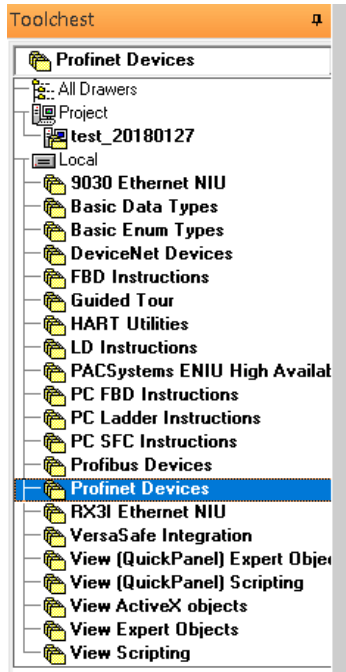 Toolchest
Profinet Devices
All Drawers
Project
test_20180127
Local
9030 Ethernet NIU
Basic Data Types
Basic Enum Types
DeviceNet Devices
FBD Instructions
Guided Tour
HART Utilities
LD Instructions
PACSystems ENIU High Availab
PC FBD Instructions
PC Ladder Instructions
PC SFC Instructions
Profibus Devices
Profinet Devices
RX3I Ethernet NIU
VersaSafe Integration
View (QuickPanel) Expert Obje
View (QuickPanel) Scripting
View ActiveX objects
View Expert Objects
View Scripting